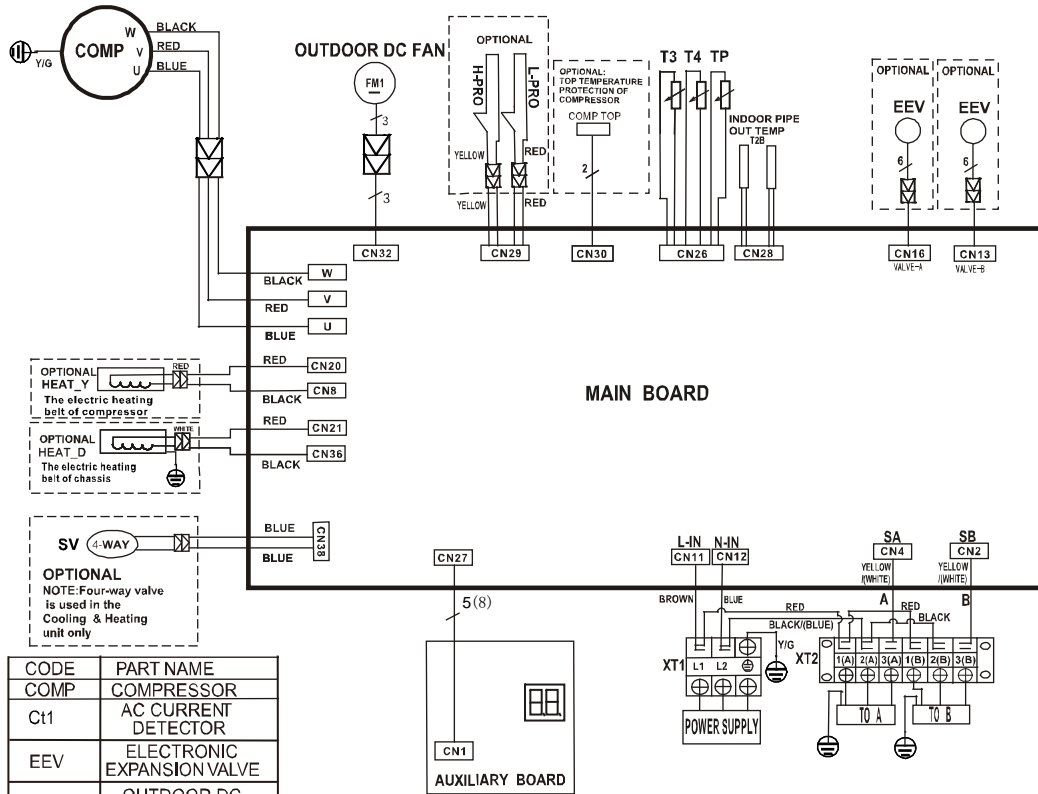 COMP
W
V
U
BLACK
RED
BLUE
Y/G
OUTDOOR DC FAN
FM1
3
3
OPTIONAL
H-PRO
L-PRO
YELLOW
RED
YELLOW
RED
OPTIONAL:
TOP TEMPERATURE
PROTECTION OF
COMPRESSOR
COMP TOP
2
T3 T4 TP
INDOOR PIPE
OUT TEMP
T2B
OPTIONAL
EEV
6
OPTIONAL
EEV
6
CN32
CN29
CN30
CN26
CN28
CN16
VALVE-A
CN13
VALVE-B
BLACK
W
RED
V
BLUE
U
OPTIONAL
HEAT_Y
The electric heating
belt of compressor
RED
RED
CN20
BLACK
CN8
OPTIONAL
HEAT_D
The electric heating
belt of chassis
WHITE
RED
CN21
BLACK
CN36
MAIN BOARD
SV
4-WAY
BLUE
BLUE
CN38
OPTIONAL
NOTE:Four-way valve
is used in the
Cooling & Heating
unit only
CN27
5(8)
L-IN N-IN
CN11
CN12
SA
CN4
YELLOW
/(WHITE)
SB
CN2
YELLOW
/(WHITE)
BROWN
BLUE
RED
BLACK/(BLUE)
A
RED
BLACK
B
Y/G
XT1
L1
L2
POWER SUPPLY
XT2
1(A)
2(A)
3(A)
1(B)
2(B)
3(B)
TO A
TO B
CN1
AUXILIARY BOARD
CODE PART NAME
COMP COMPRESSOR
Ct1 AC CURRENT
DETECTOR
EEV ELECTRONIC
EXPANSION VALVE
OUTDOOR DC